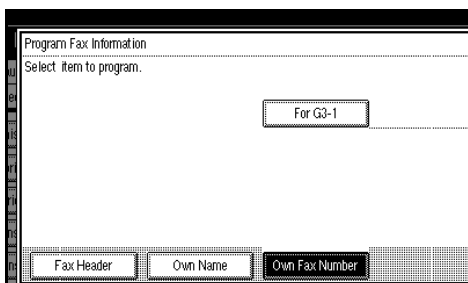 Program Fax Information
Select item to program.
For G3-1
Fax Header
Own Name
Own Fax Number